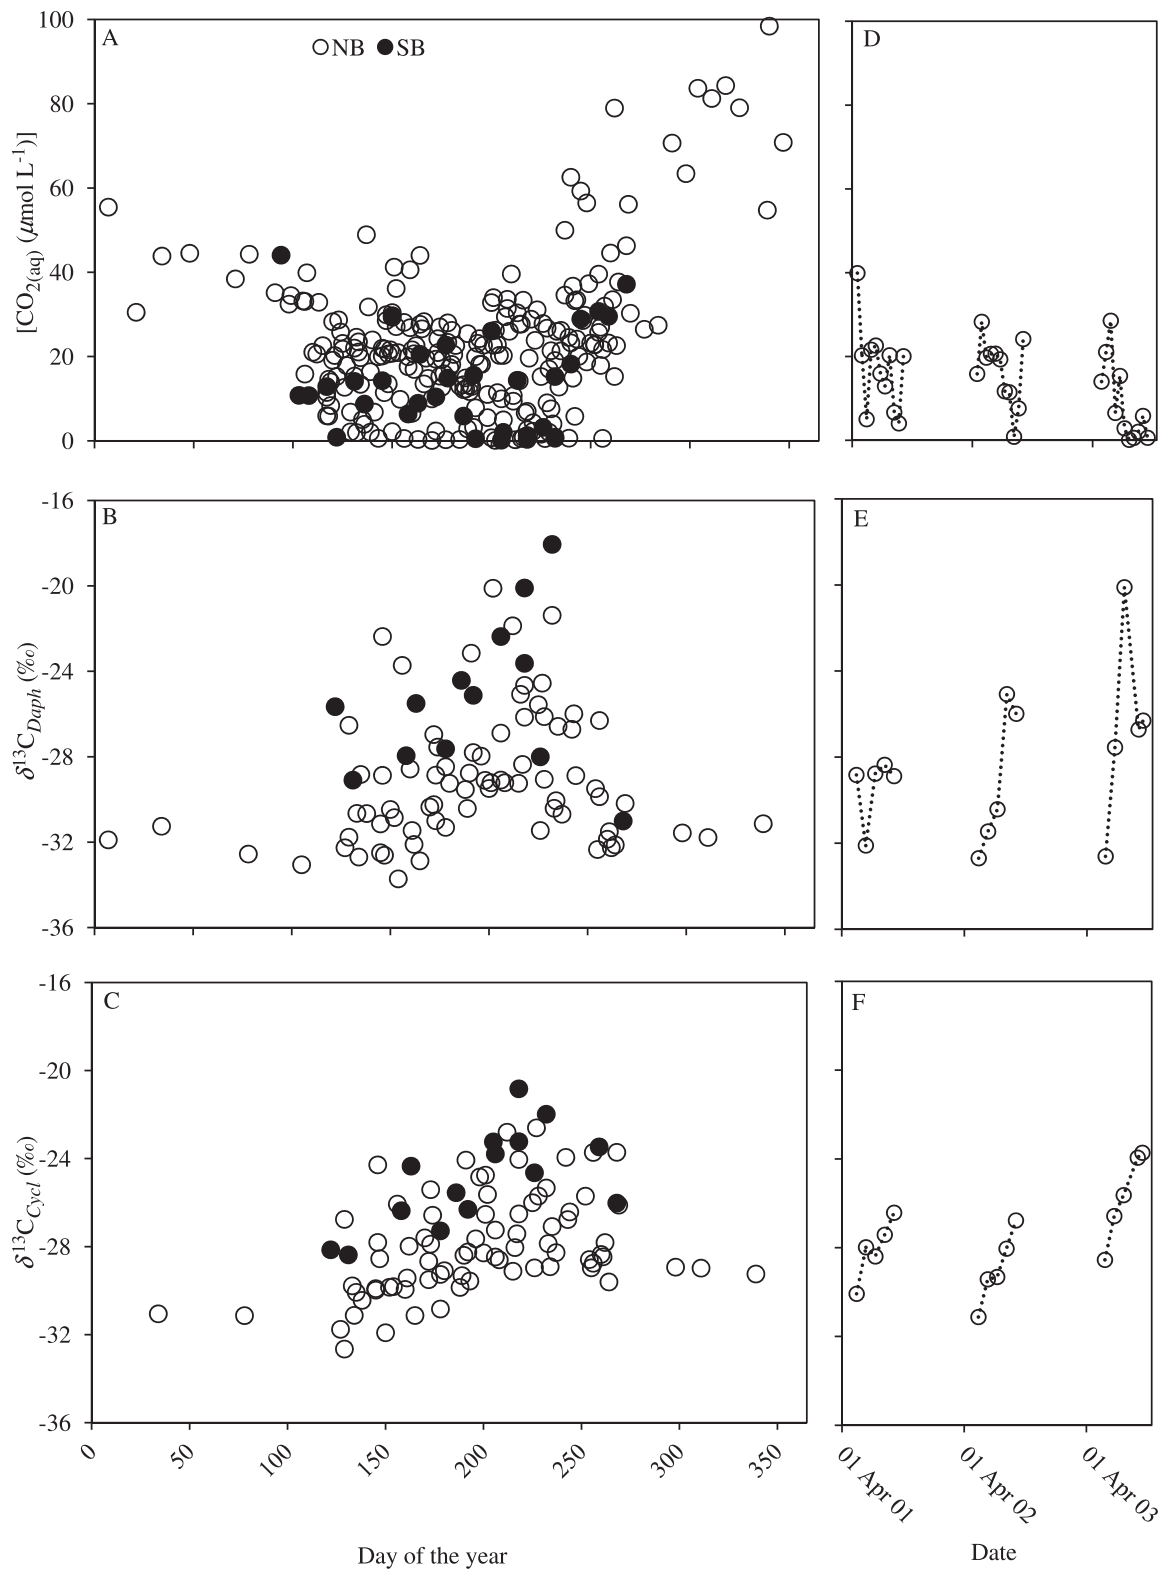 A
NB SB
[CO2(aq) (μmol L-1)]
100
80
60
40
20
0
D
B
δ13CDaph (‰)
-16
-20
-24
-28
-32
-36
E
C
δ13CCycl (‰)
-16
-20
-24
-28
-32
-36
F
0 50 100 150 200 250 300 350
01 Apr 01 01 Apr 02 01 Apr 03
Day of the year
Date